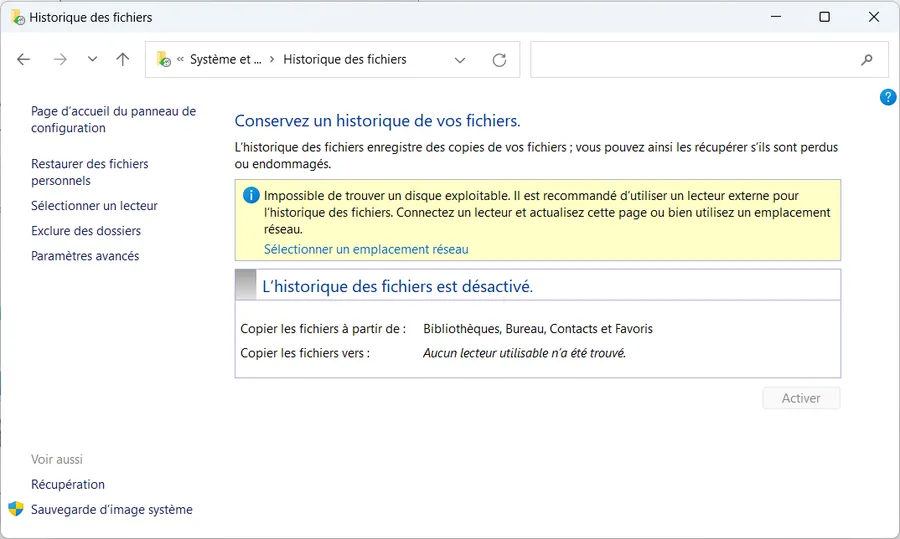 Historique des fichiers
« Système et ... > Historique des fichiers
?
Page d’accueil du panneau de
configuration
Restaurer des fichiers
personnels
Sélectionner un lecteur
Exclure des dossiers
Paramètres avancés
Conservez un historique de vos fichiers.
L’historique des fichiers enregistre des copies de vos fichiers ; vous pouvez ainsi les récupérer s’ils sont perdus
ou endommagés.
Impossible de trouver un disque exploitable. Il est recommandé d’utiliser un lecteur externe pour
l’historique des fichiers. Connectez un lecteur et actualisez cette page ou bien utilisez un emplacement
réseau.
Sélectionner un emplacement réseau
L’historique des fichiers est désactivé.
Copier les fichiers à partir de : Bibliothèques, Bureau, Contacts et Favoris
Copier les fichiers vers : Aucun lecteur utilisable n’a été trouvé.
Activer
Voir aussi
Récupération
Sauvegarde d’image système